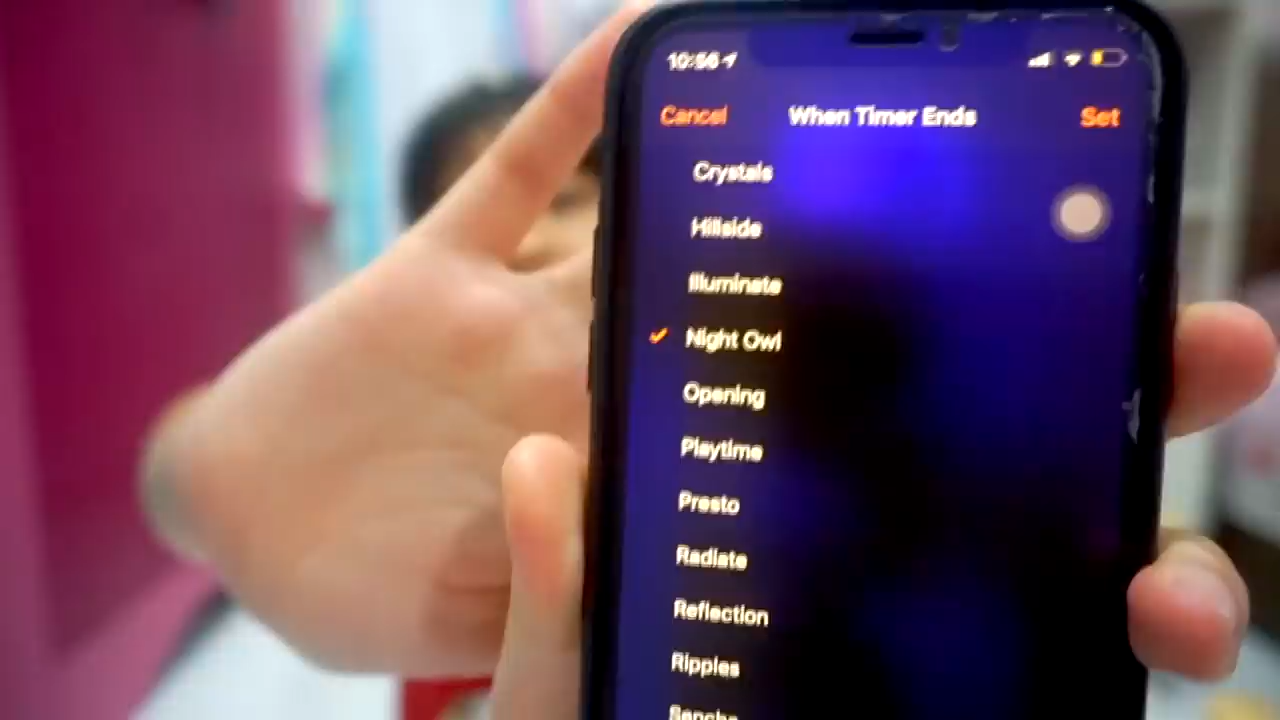 10:56
Cancel When Timer Ends Set
Crystals
Hillside
Illuminate
Night Owl
Opening
Playtime
Presto
Radiate
Reflection
Ripples